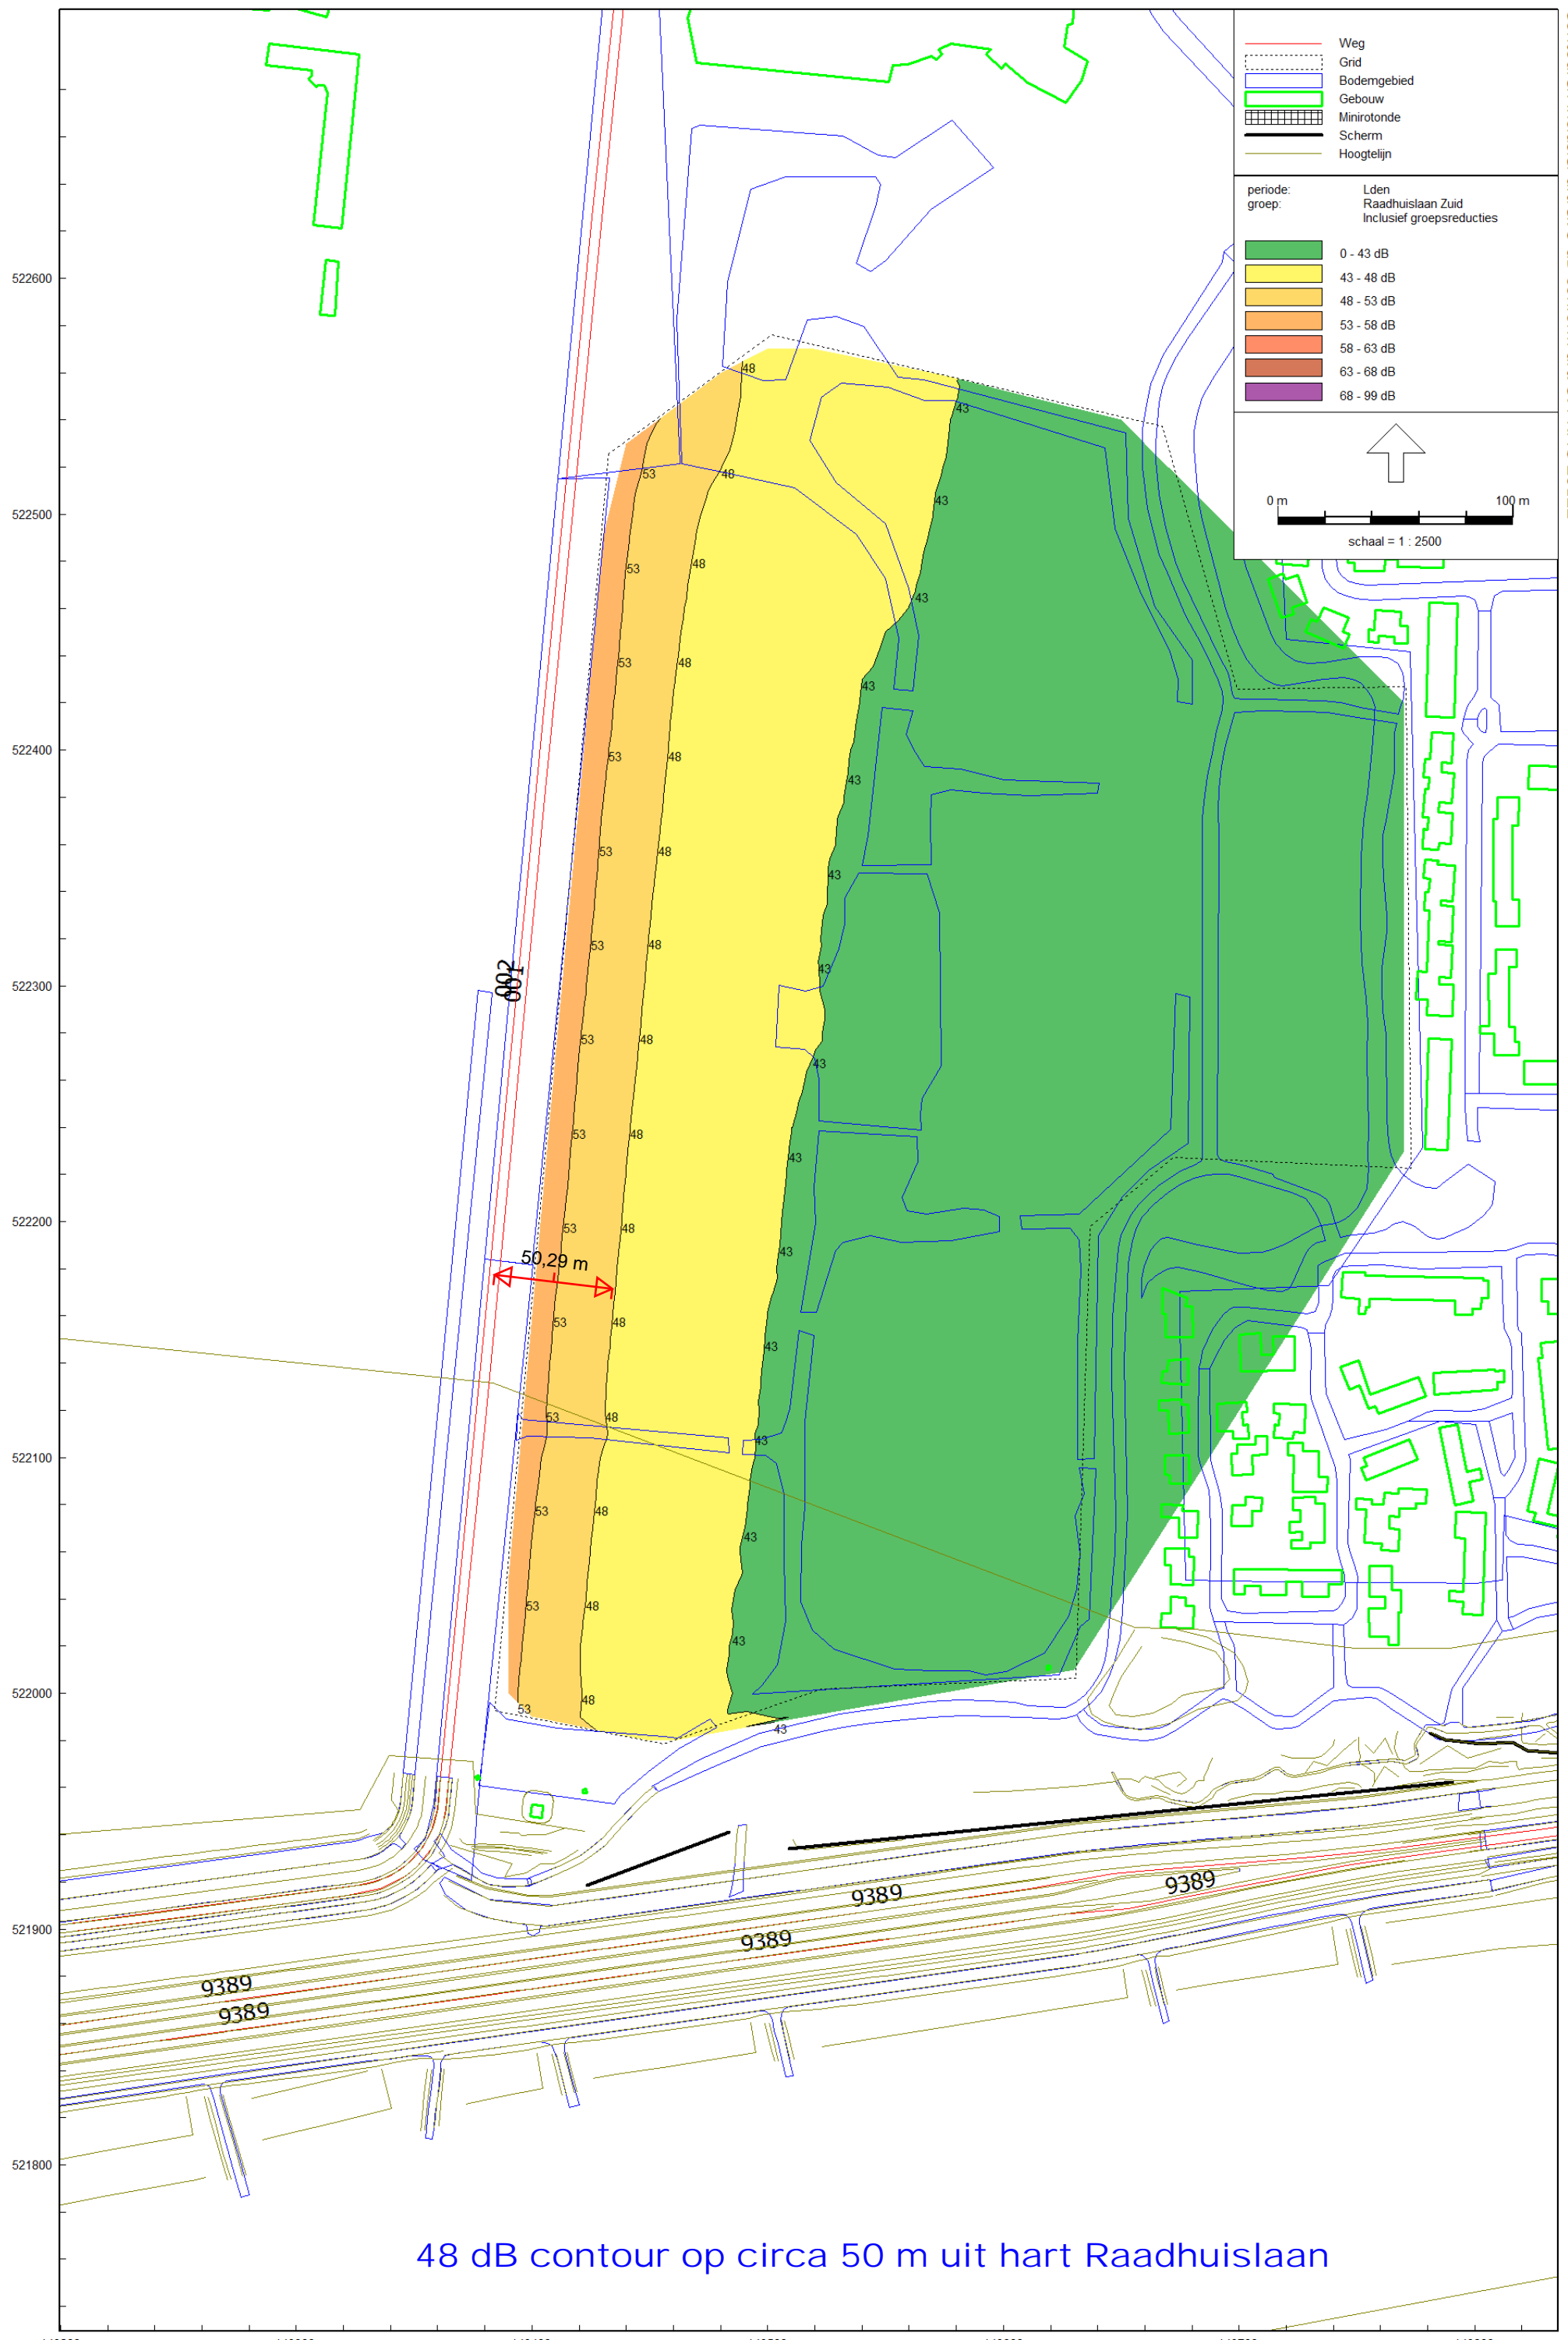 Weg
Grid
Bodemgebied
Gebouw
Minirotonde
Scherm
Hoogtelijn
periode: Lden
groep: Raadhuislaan Zuid
Inclusief groepsreducties
0 - 43 dB
43 - 48 dB
48 - 53 dB
53 - 58 dB
58 - 63 dB
63 - 68 dB
68 - 99 dB
0 m 100 m
schaal = 1 : 2500
522600
522500
522400
522300
522200
522100
522000
521900
521800
48
43
53 48
43
53 48
43
53 48
43
53 48
43
53 48
43
53 48
43
002
001
53 48
43
53 48
43
53 48
50,29 m
43
53 48
43
53 48
43
53 48
43
53 48
43
53 48
43
9389
9389
9389
9389
9389
48 dB contour op circa 50 m uit hart Raadhuislaan